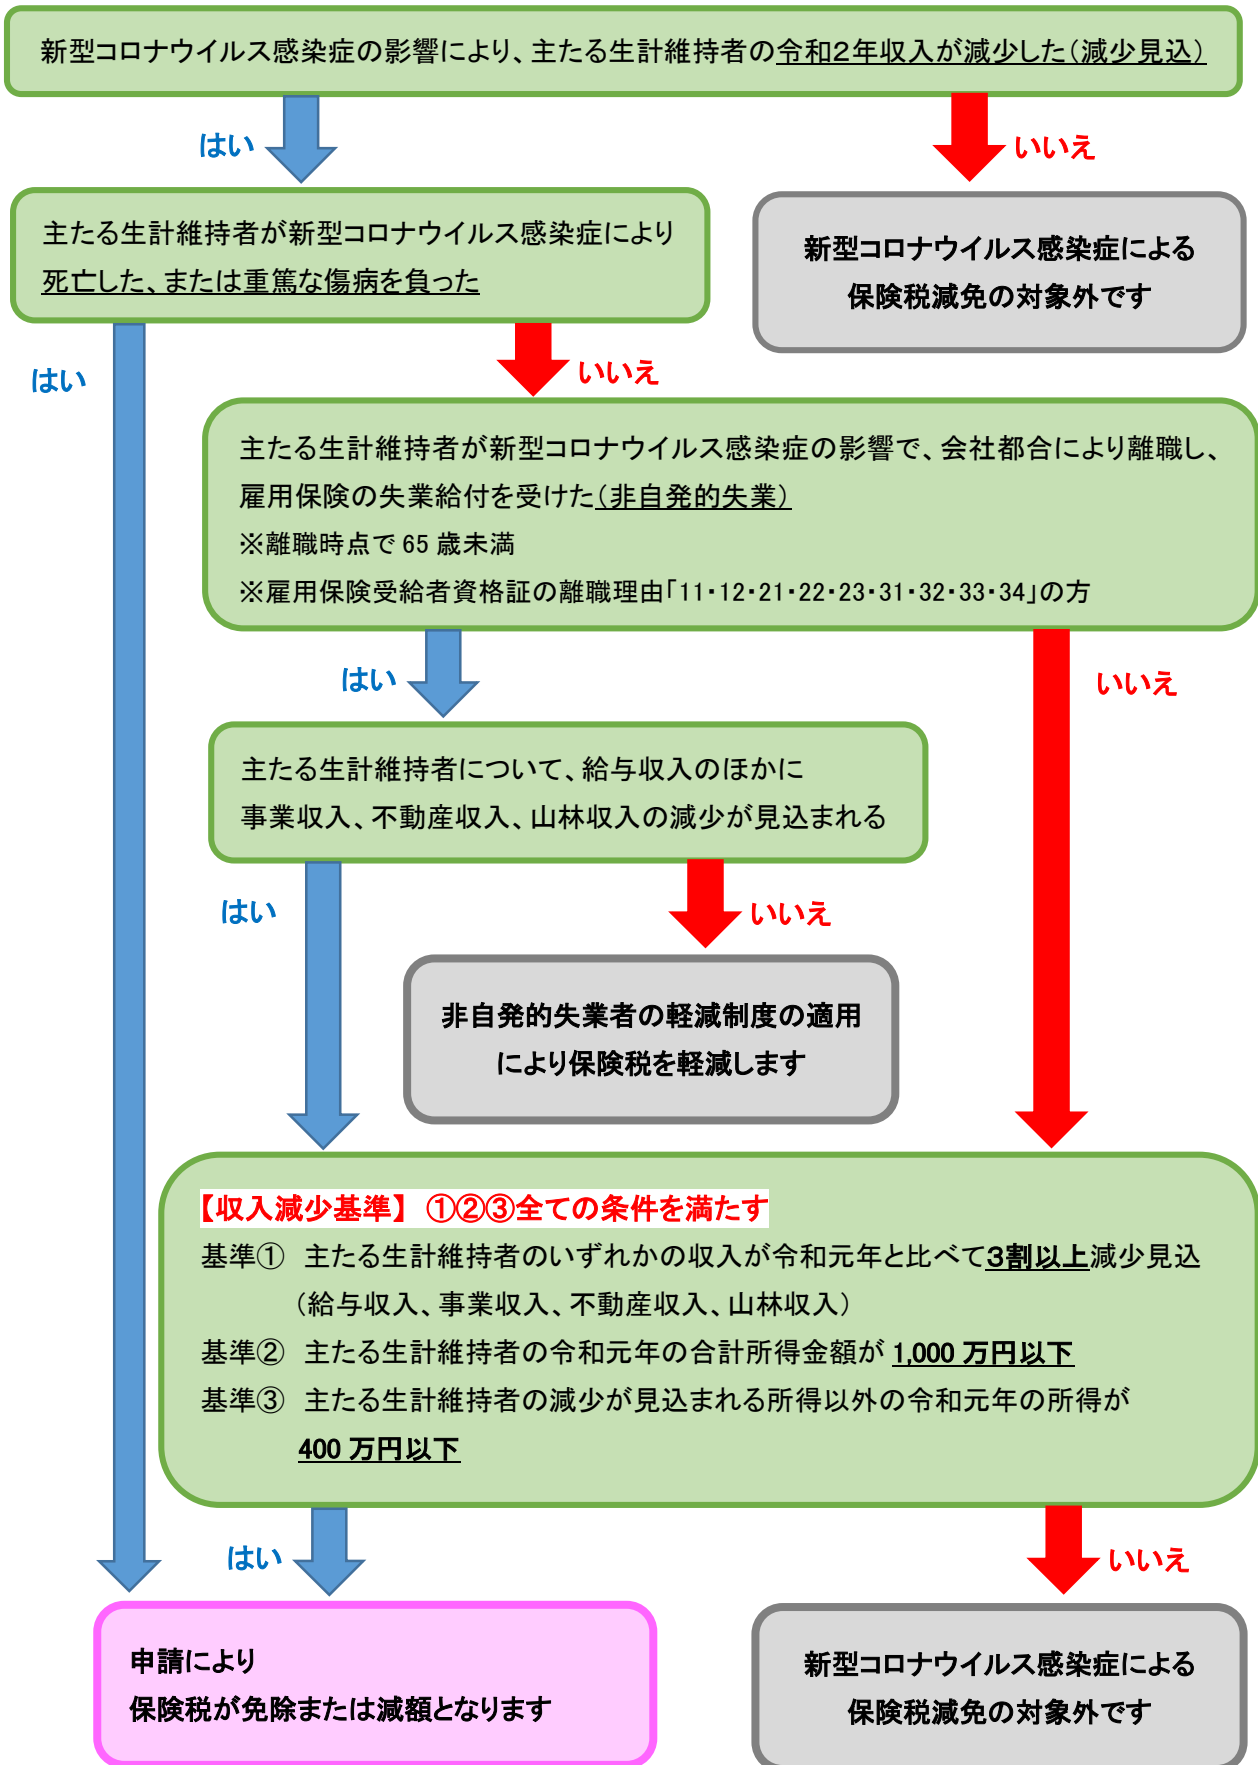 新型コロナウイルス感染症の影響により、主たる生計維持者の令和2年収入が減少した（減少見込）
はい
いいえ
主たる生計維持者が新型コロナウイルス感染症により
死亡した、または重篤な傷病を負った
新型コロナウイルス感染症による
保険税減免の対象外です
はい
いいえ
主たる生計維持者が新型コロナウイルス感染症の影響で、会社都合により離職し、
雇用保険の失業給付を受けた（非自発的失業）
※離職時点で 65 歳未満
※雇用保険受給者資格証の離職理由「11・12・21・22・23・31・32・33・34」の方
はい
いいえ
主たる生計維持者について、給与収入のほかに
事業収入、不動産収入、山林収入の減少が見込まれる
はい
いいえ
非自発的失業者の軽減制度の適用
により保険税を軽減します
【収入減少基準】 ①②③全ての条件を満たす
基準① 主たる生計維持者のいずれかの収入が令和元年と比べて3割以上減少見込
（給与収入、事業収入、不動産収入、山林収入）
基準② 主たる生計維持者の令和元年の合計所得金額が 1,000 万円以下
基準③ 主たる生計維持者の減少が見込まれる所得以外の令和元年の所得が
400 万円以下
はい
いいえ
申請により
保険税が免除または減額となります
新型コロナウイルス感染症による
保険税減免の対象外です